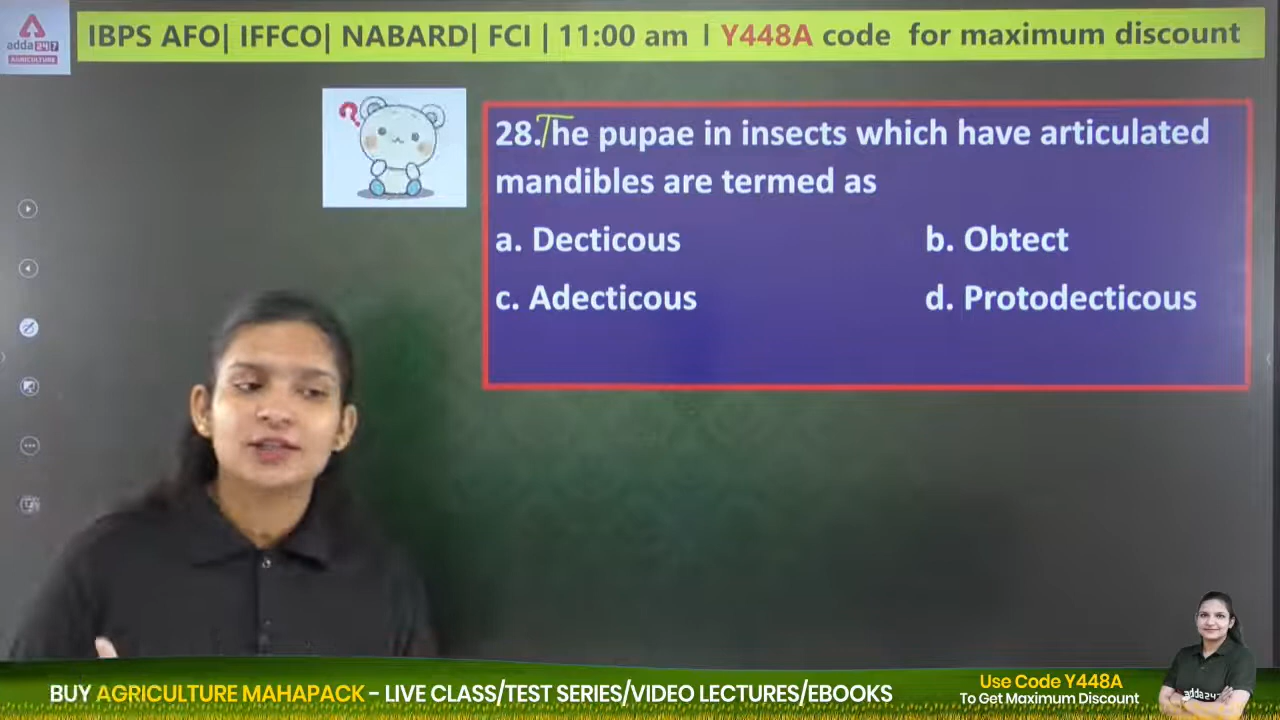 adda247
AGRICULTURE
IBPS AFO| IFFCO| NABARD| FCI | 11:00 am I Y448A code for maximum discount
?
28.The pupae in insects which have articulated
mandibles are termed as
a. Decticous b. Obtect
c. Adecticous d. Protodecticous
adda247
BUY AGRICULTURE MAHAPACK - LIVE CLASS/TEST SERIES/VIDEO LECTURES/EBOOKS
Use Code Y448A
To Get Maximum Discount